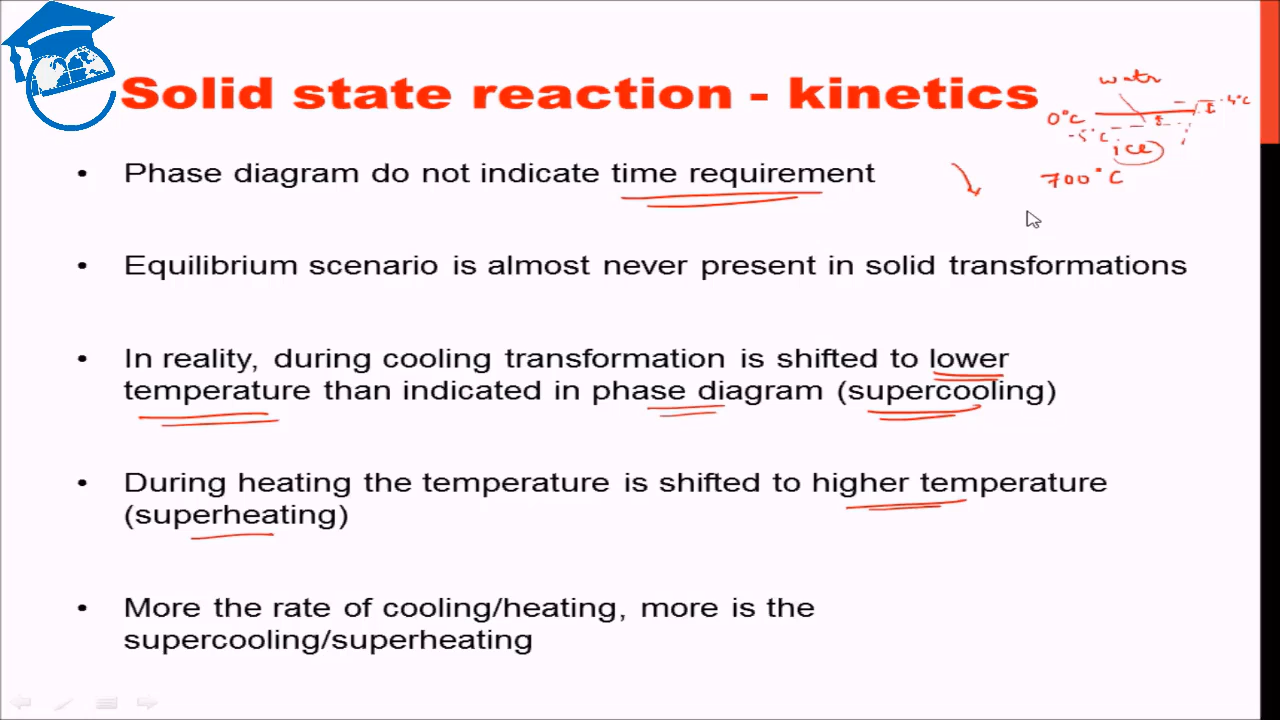 Solid state reaction - kinetics
water
0°C
-5°C
ice
700°C
• Phase diagram do not indicate time requirement
• Equilibrium scenario is almost never present in solid transformations
• In reality, during cooling transformation is shifted to lower
temperature than indicated in phase diagram (supercooling)
• During heating the temperature is shifted to higher temperature
(superheating)
• More the rate of cooling/heating, more is the
supercooling/superheating